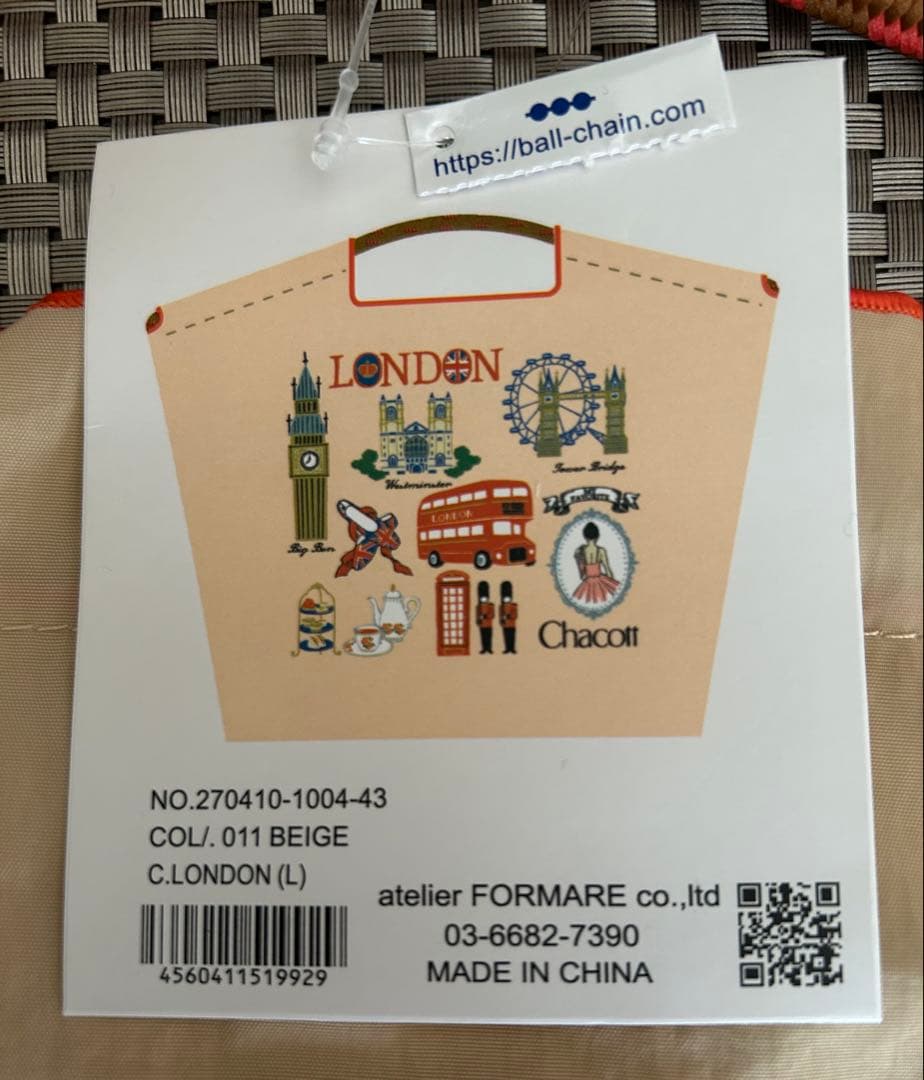 https://ball-chain.com
LONDON
Big Ben
Westminster
Tower Bridge
LONDON
Chacott
NO.270410-1004-43
COL/. 011 BEIGE
C.LONDON (L)
4560411519929
atelier FORMARE co.,ltd
03-6682-7390
MADE IN CHINA